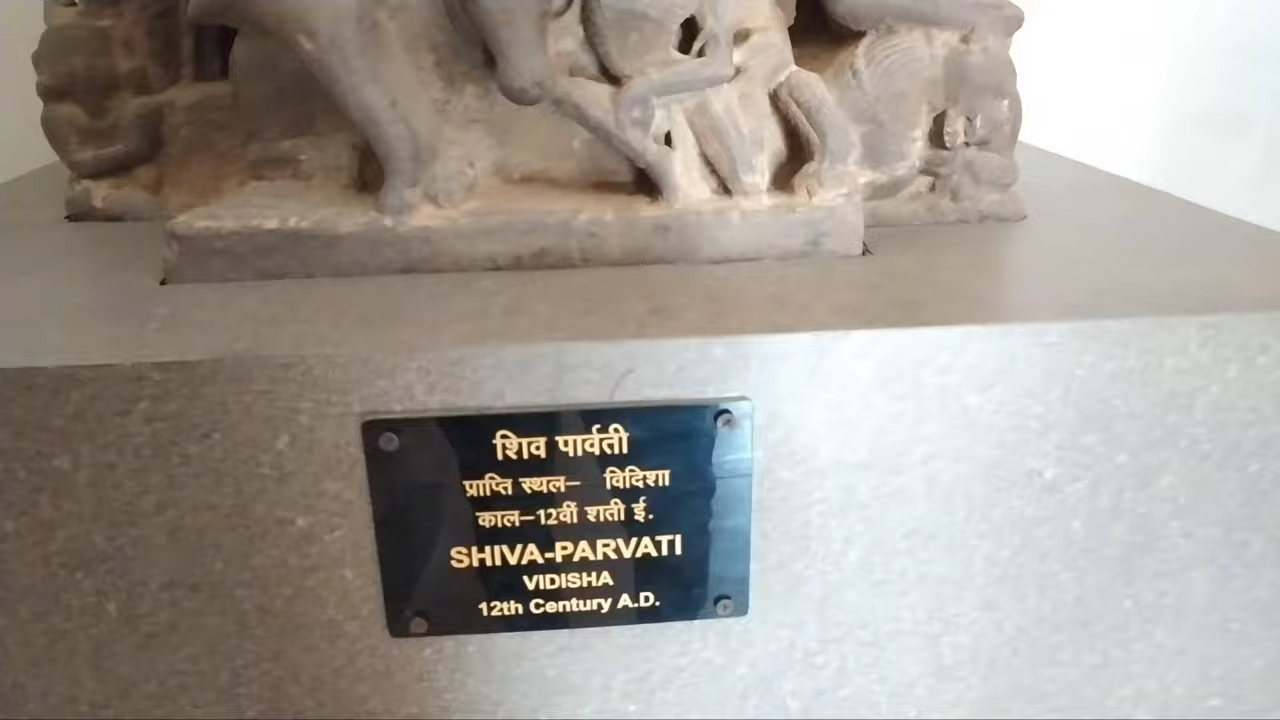 शिव पार्वती
प्राप्ति स्थल– विदिशा
काल–12वीं शती ई.
SHIVA-PARVATI
VIDISHA
12th Century A.D.